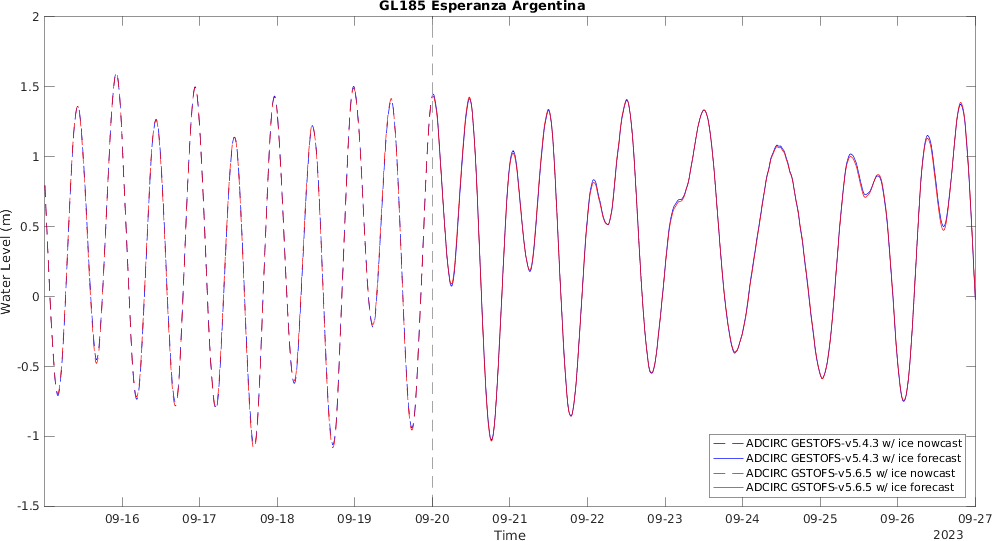 GL185 Esperanza Argentina
2
1.5
1
0.5
0
-0.5
-1
-1.5
Water Level (m)
ADCIRC GESTOFS-v5.4.3 w/ ice nowcast
ADCIRC GESTOFS-v5.4.3 w/ ice forecast
ADCIRC GSTOFS-v5.6.5 w/ ice nowcast
ADCIRC GSTOFS-v5.6.5 w/ ice forecast
09-16 09-17 09-18 09-19 09-20 09-21 09-22 09-23 09-24 09-25 09-26 09-27
Time
2023